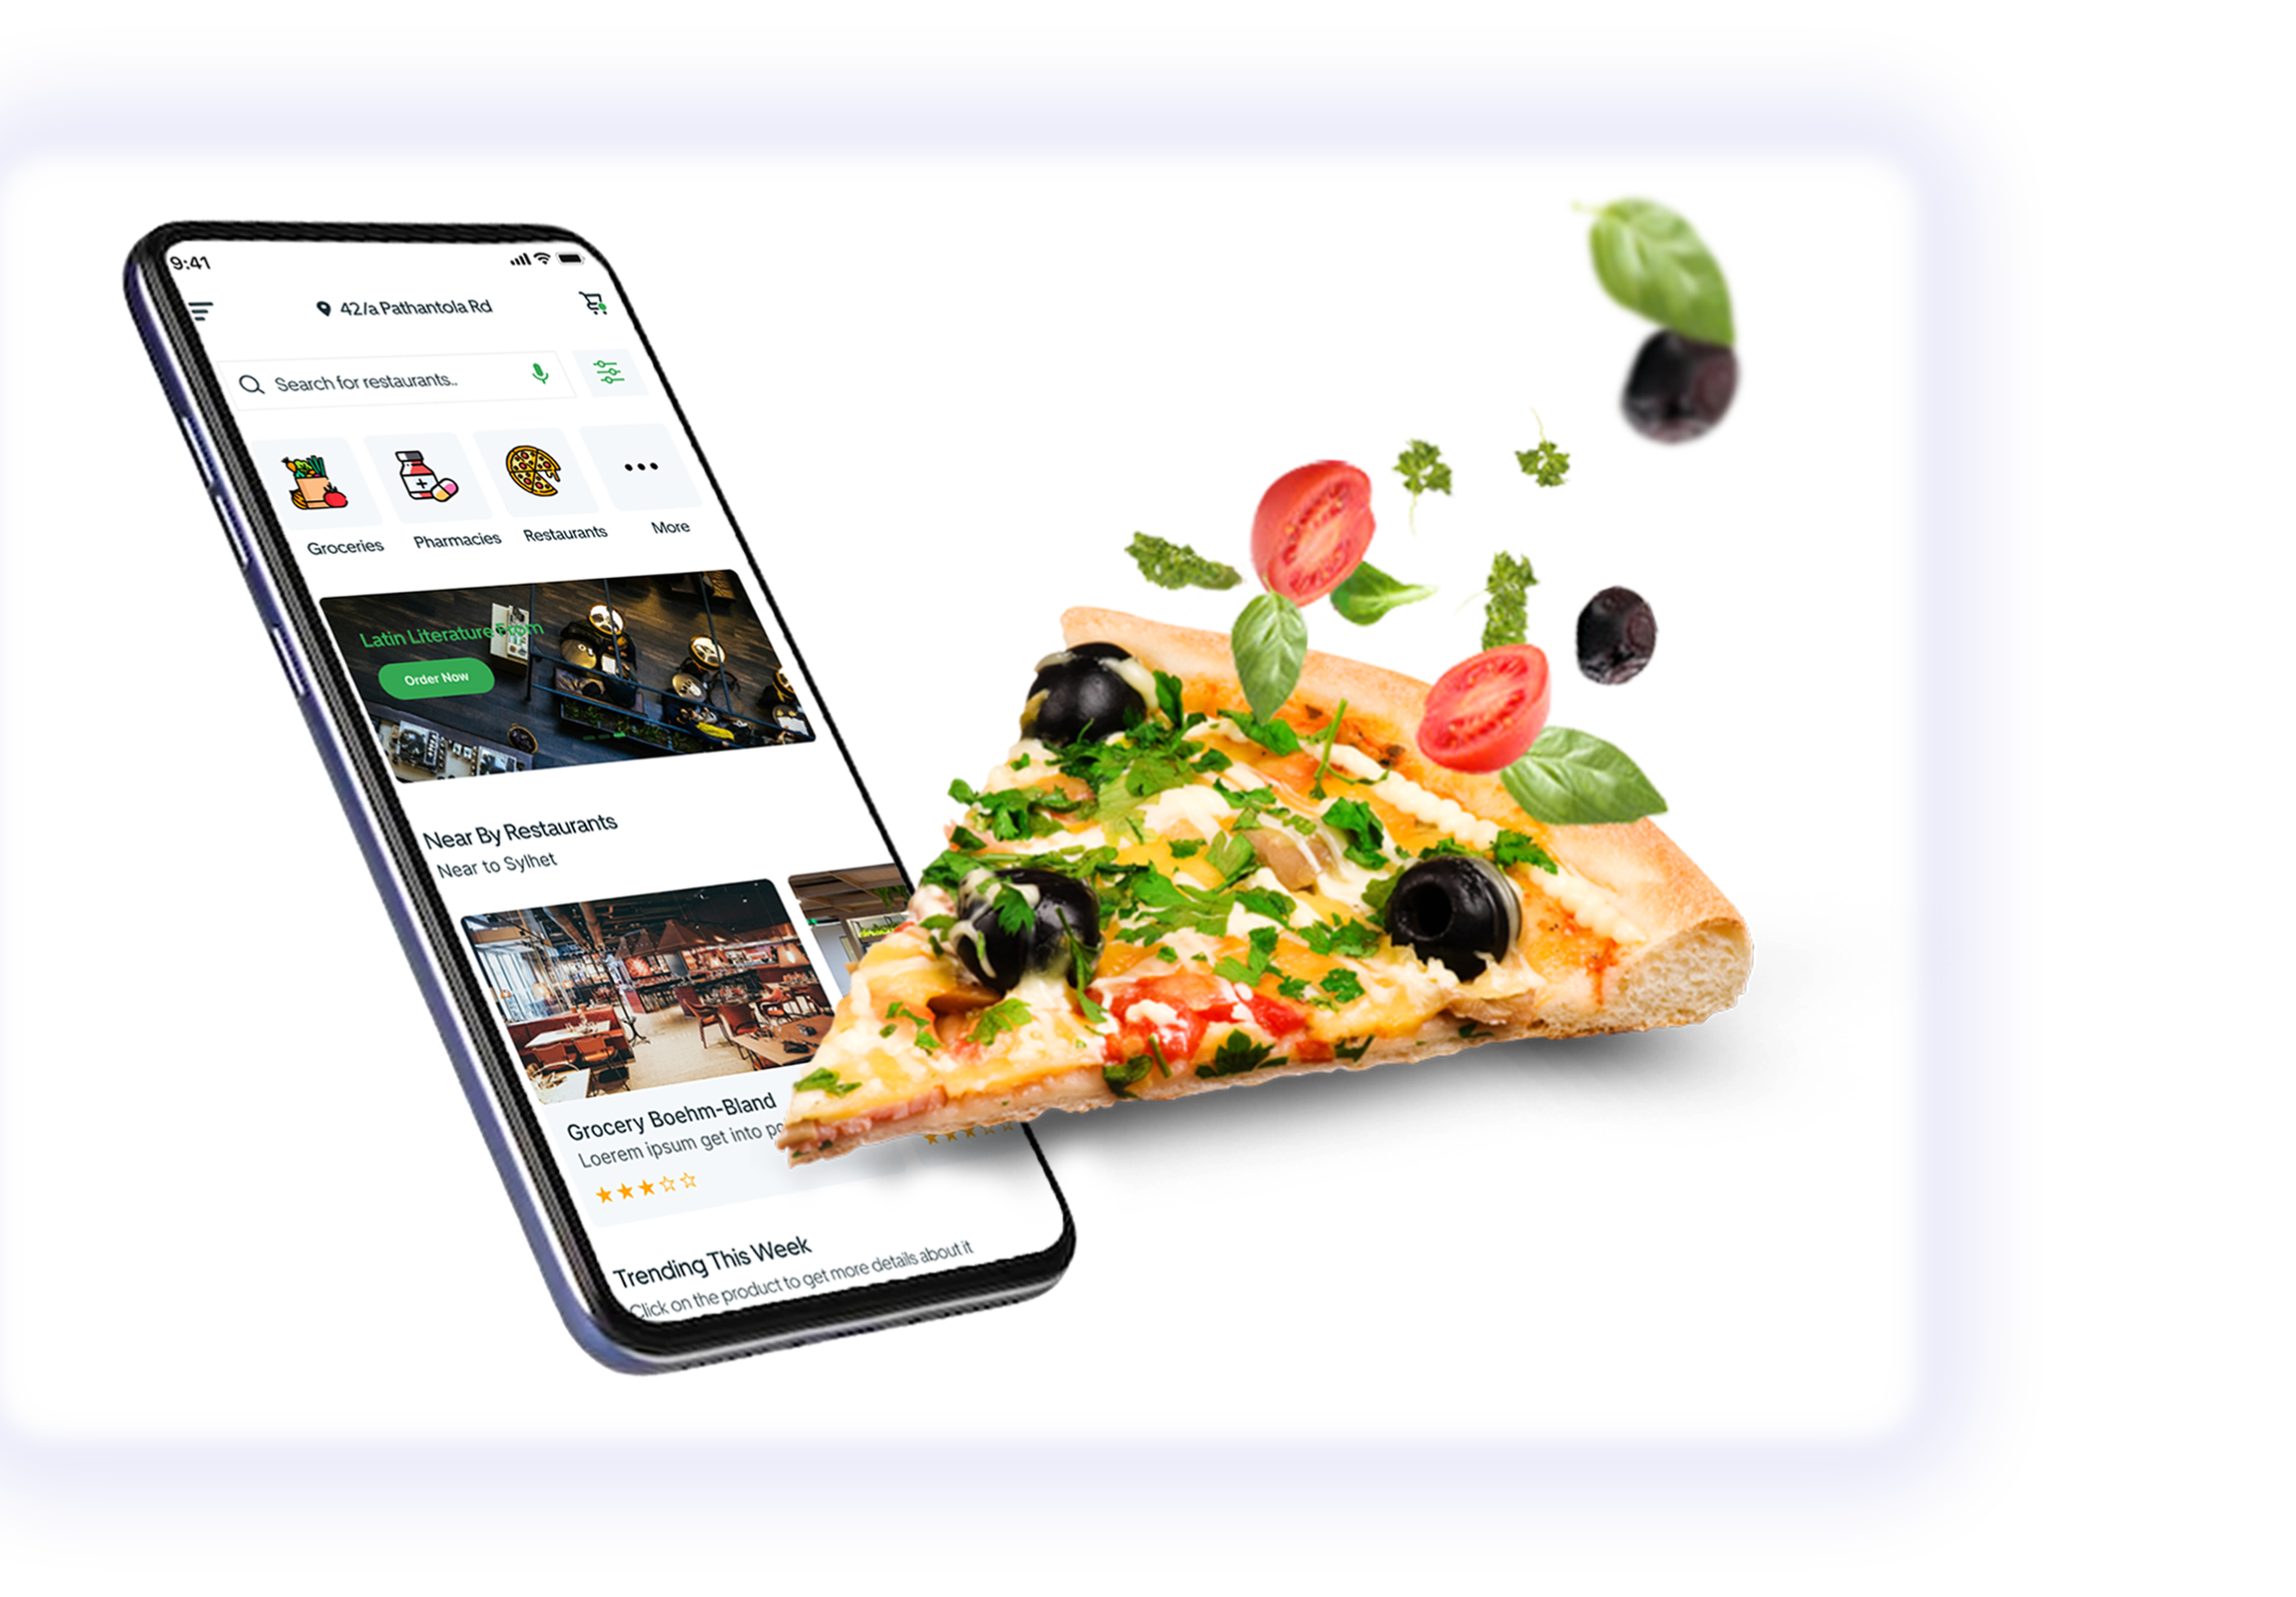 9:41
42/a Pathantola Rd
Search for restaurants..
Groceries
Pharmacies
Restaurants
More
Latin Literature From
Order Now
Near By Restaurants
Near to Sylhet
Grocery Boehm-Bland
Loerem ipsum get into
Trending This Week
Click on the product to get more details about it